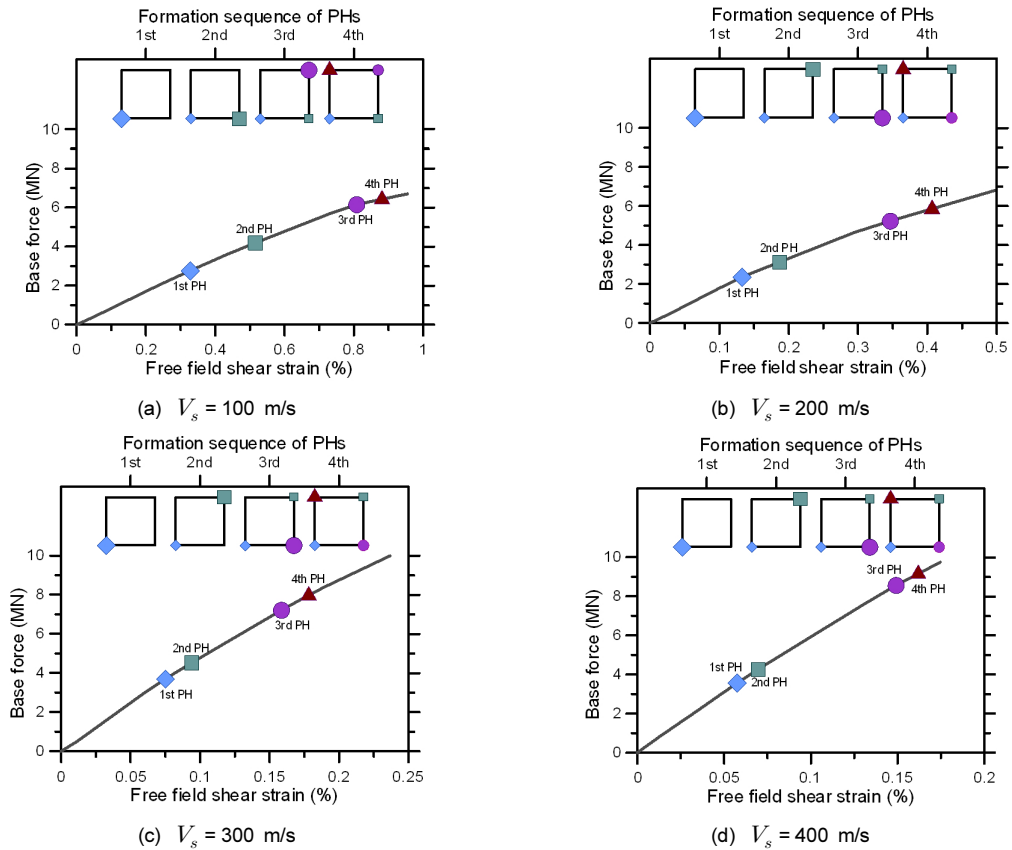 Formation sequence of PHs
1st 2nd 3rd 4th
10
8
6
4
2
0
Base force (MN)
1st PH
2nd PH
3rd PH
4th PH
0 0.2 0.4 0.6 0.8 1
Free field shear strain (%)
(a) Vs = 100 m/s
Formation sequence of PHs
1st 2nd 3rd 4th
10
8
6
4
2
0
Base force (MN)
1st PH
2nd PH
3rd PH
4th PH
0 0.1 0.2 0.3 0.4 0.5
Free field shear strain (%)
(b) Vs = 200 m/s
Formation sequence of PHs
1st 2nd 3rd 4th
10
8
6
4
2
0
Base force (MN)
1st PH
2nd PH
3rd PH
4th PH
0 0.05 0.1 0.15 0.2 0.25
Free field shear strain (%)
(c) Vs = 300 m/s
Formation sequence of PHs
1st 2nd 3rd 4th
10
8
6
4
2
0
Base force (MN)
1st PH
2nd PH
3rd PH
4th PH
0 0.05 0.1 0.15 0.2
Free field shear strain (%)
(d) Vs = 400 m/s